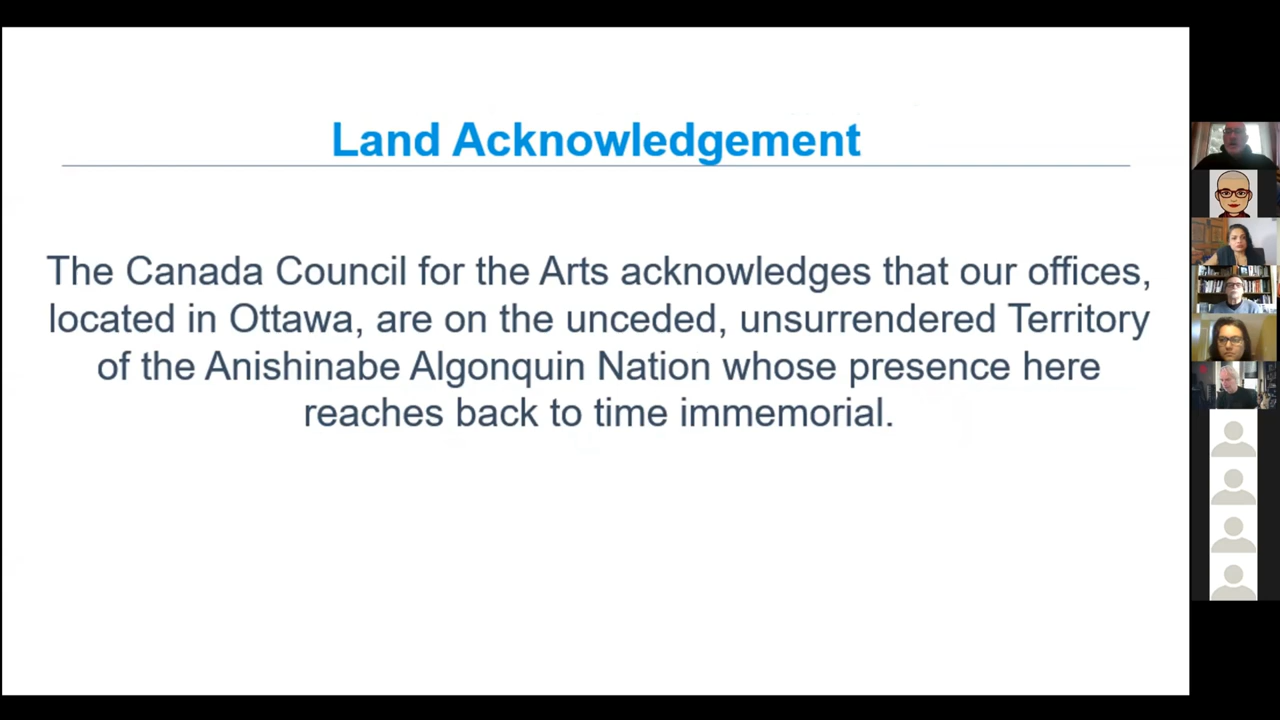 Land Acknowledgement
The Canada Council for the Arts acknowledges that our offices,
located in Ottawa, are on the unceded, unsurrendered Territory
of the Anishinabe Algonquin Nation whose presence here
reaches back to time immemorial.